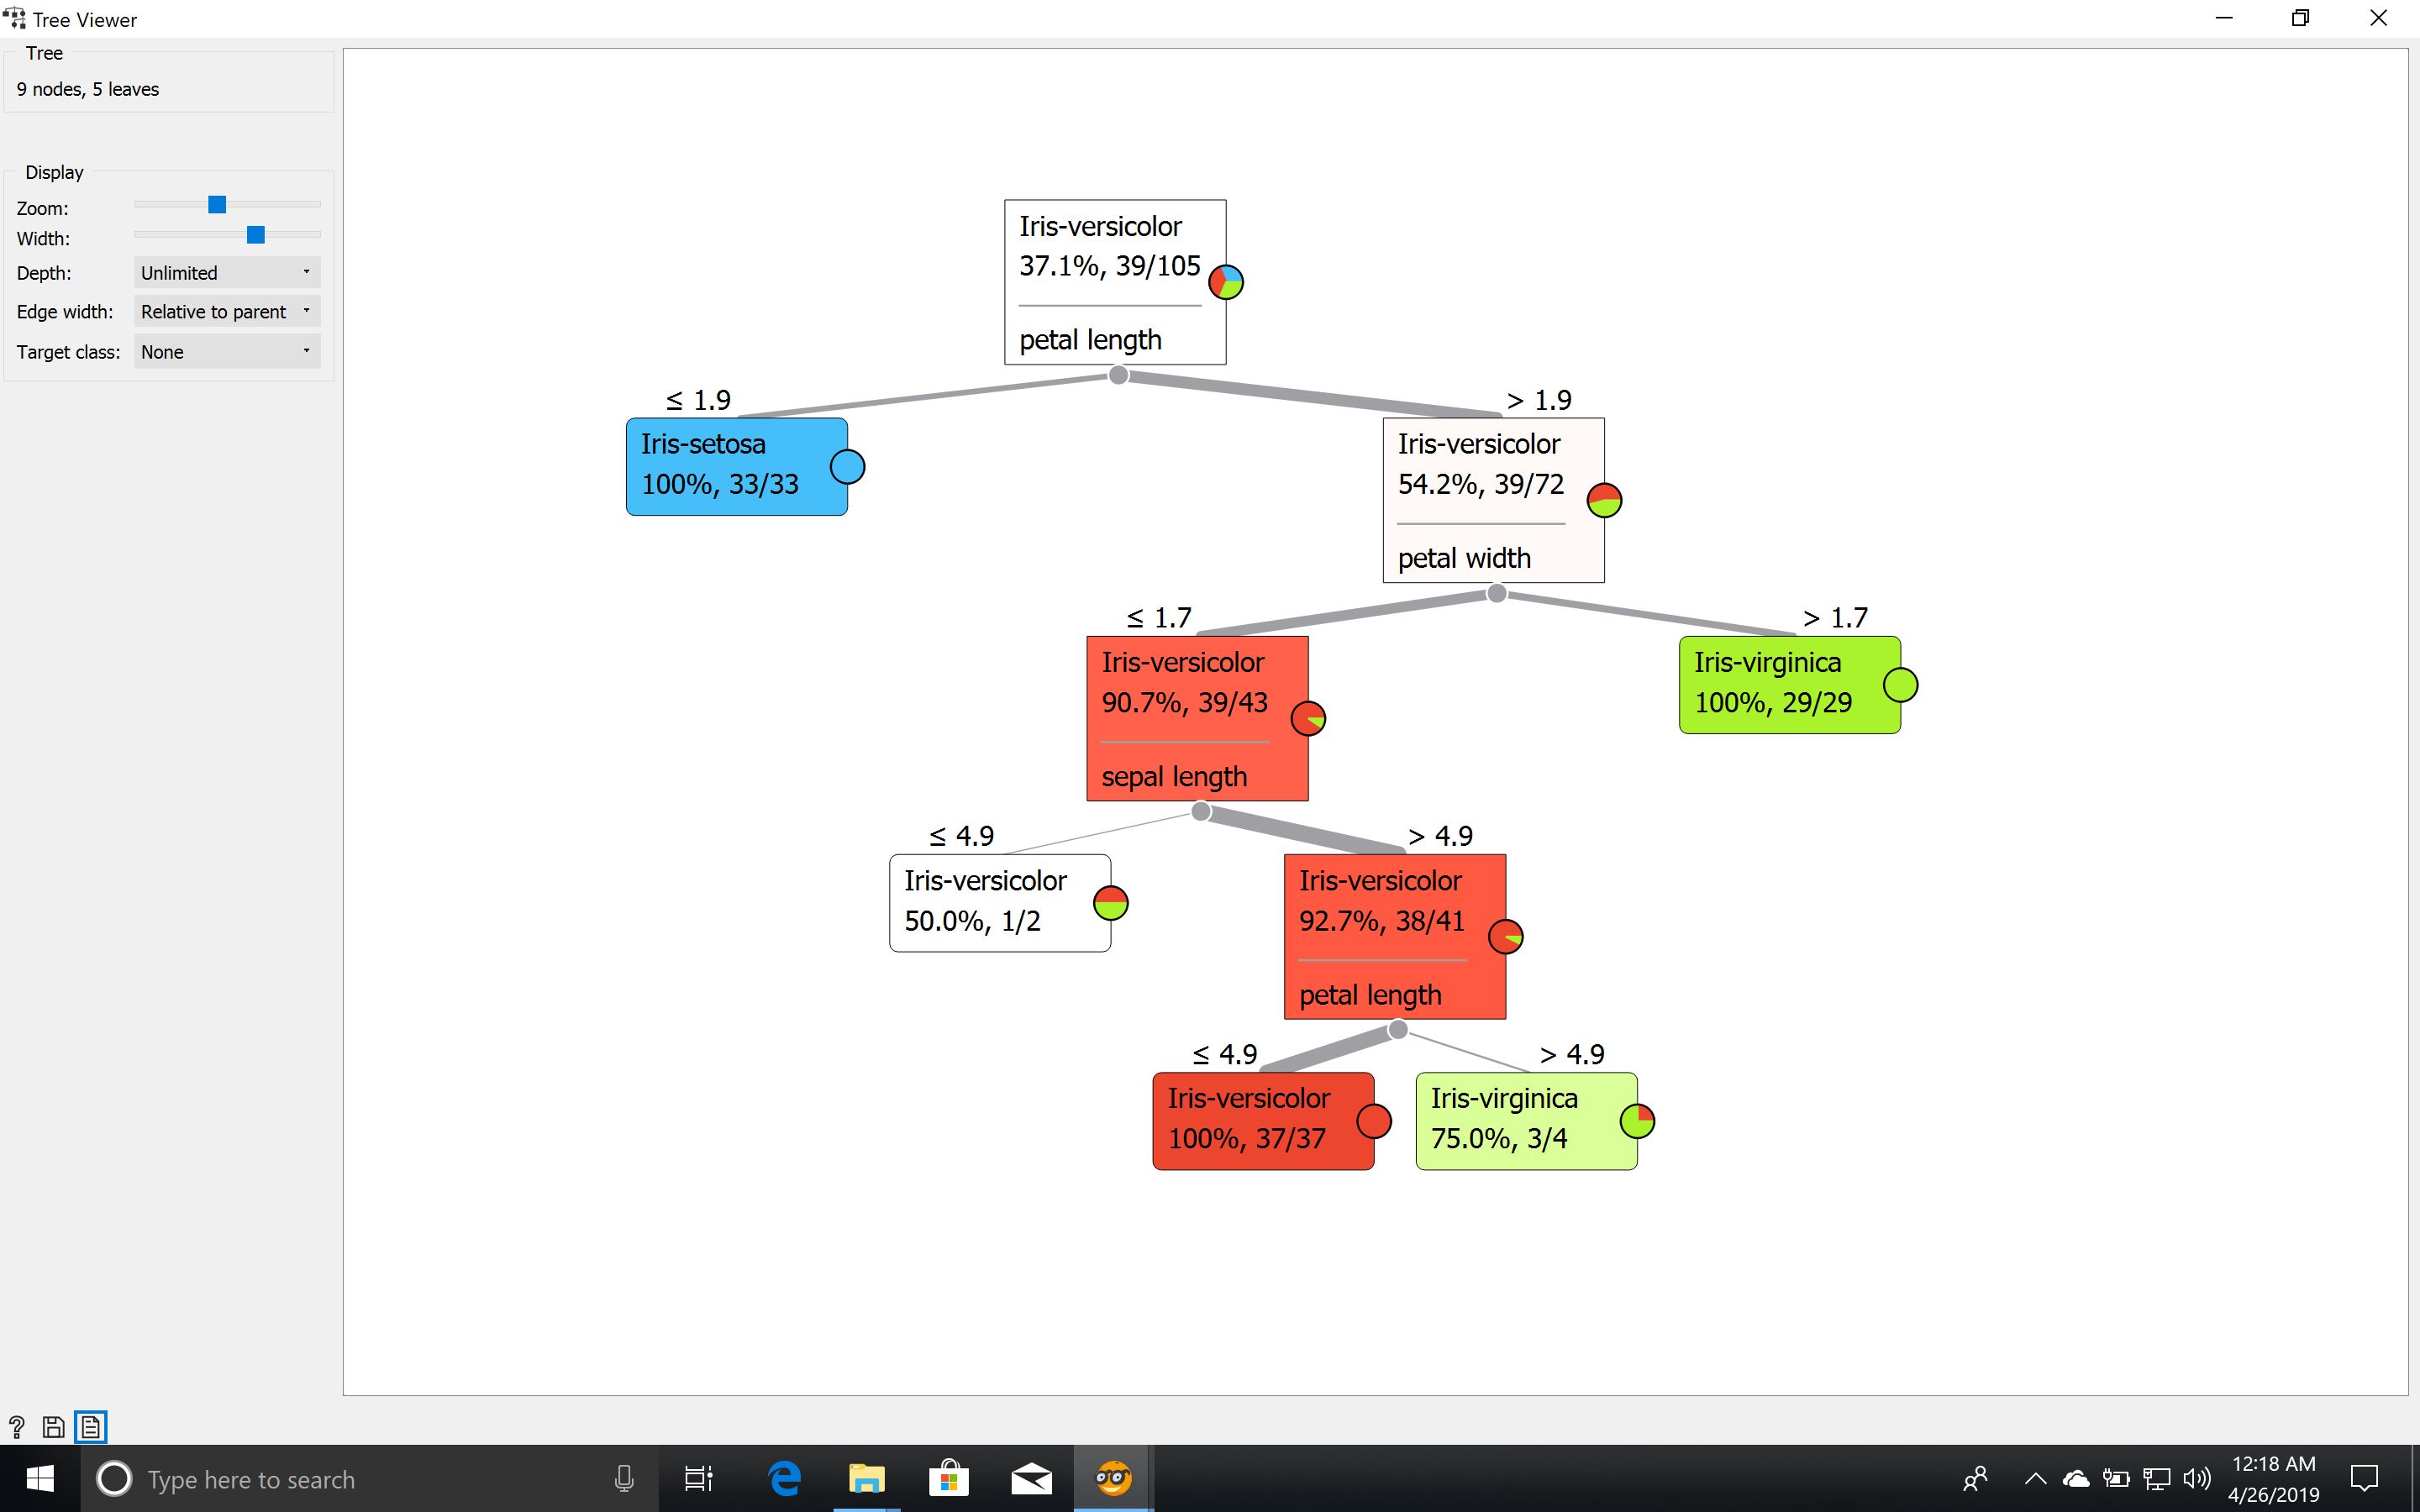 Tree Viewer
Tree
9 nodes, 5 leaves
Display
Zoom:
Width:
Depth: Unlimited
Edge width: Relative to parent
Target class: None
Iris-versicolor
37.1%, 39/105
petal length
≤ 1.9
> 1.9
Iris-setosa
100%, 33/33
Iris-versicolor
54.2%, 39/72
petal width
≤ 1.7
> 1.7
Iris-versicolor
90.7%, 39/43
sepal length
Iris-virginica
100%, 29/29
≤ 4.9
> 4.9
Iris-versicolor
50.0%, 1/2
Iris-versicolor
92.7%, 38/41
petal length
≤ 4.9
> 4.9
Iris-versicolor
100%, 37/37
Iris-virginica
75.0%, 3/4
?
Type here to search
12:18 AM
4/26/2019